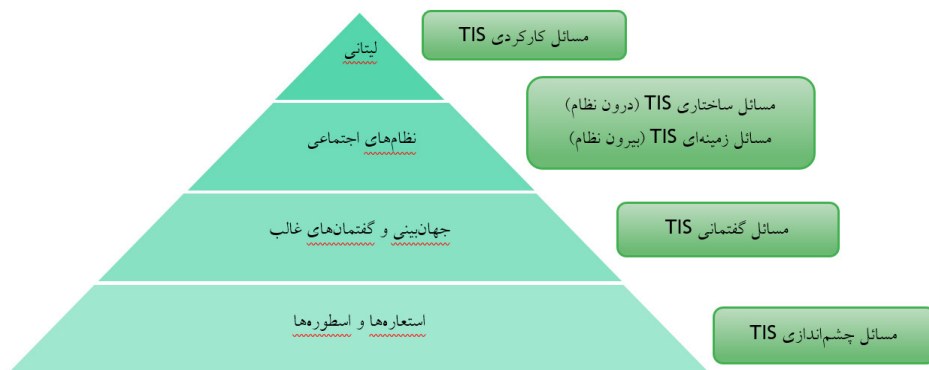 لیتانی
مسائل کارکردی TIS
نظام‌های اجتماعی
مسائل ساختاری TIS (درون نظام)
مسائل زمینه‌ای TIS (بیرون نظام)
جهان‌بینی و گفتمان‌های غالب
مسائل گفتمانی TIS
استعاره‌ها و اسطوره‌ها
مسائل چشم‌اندازی TIS